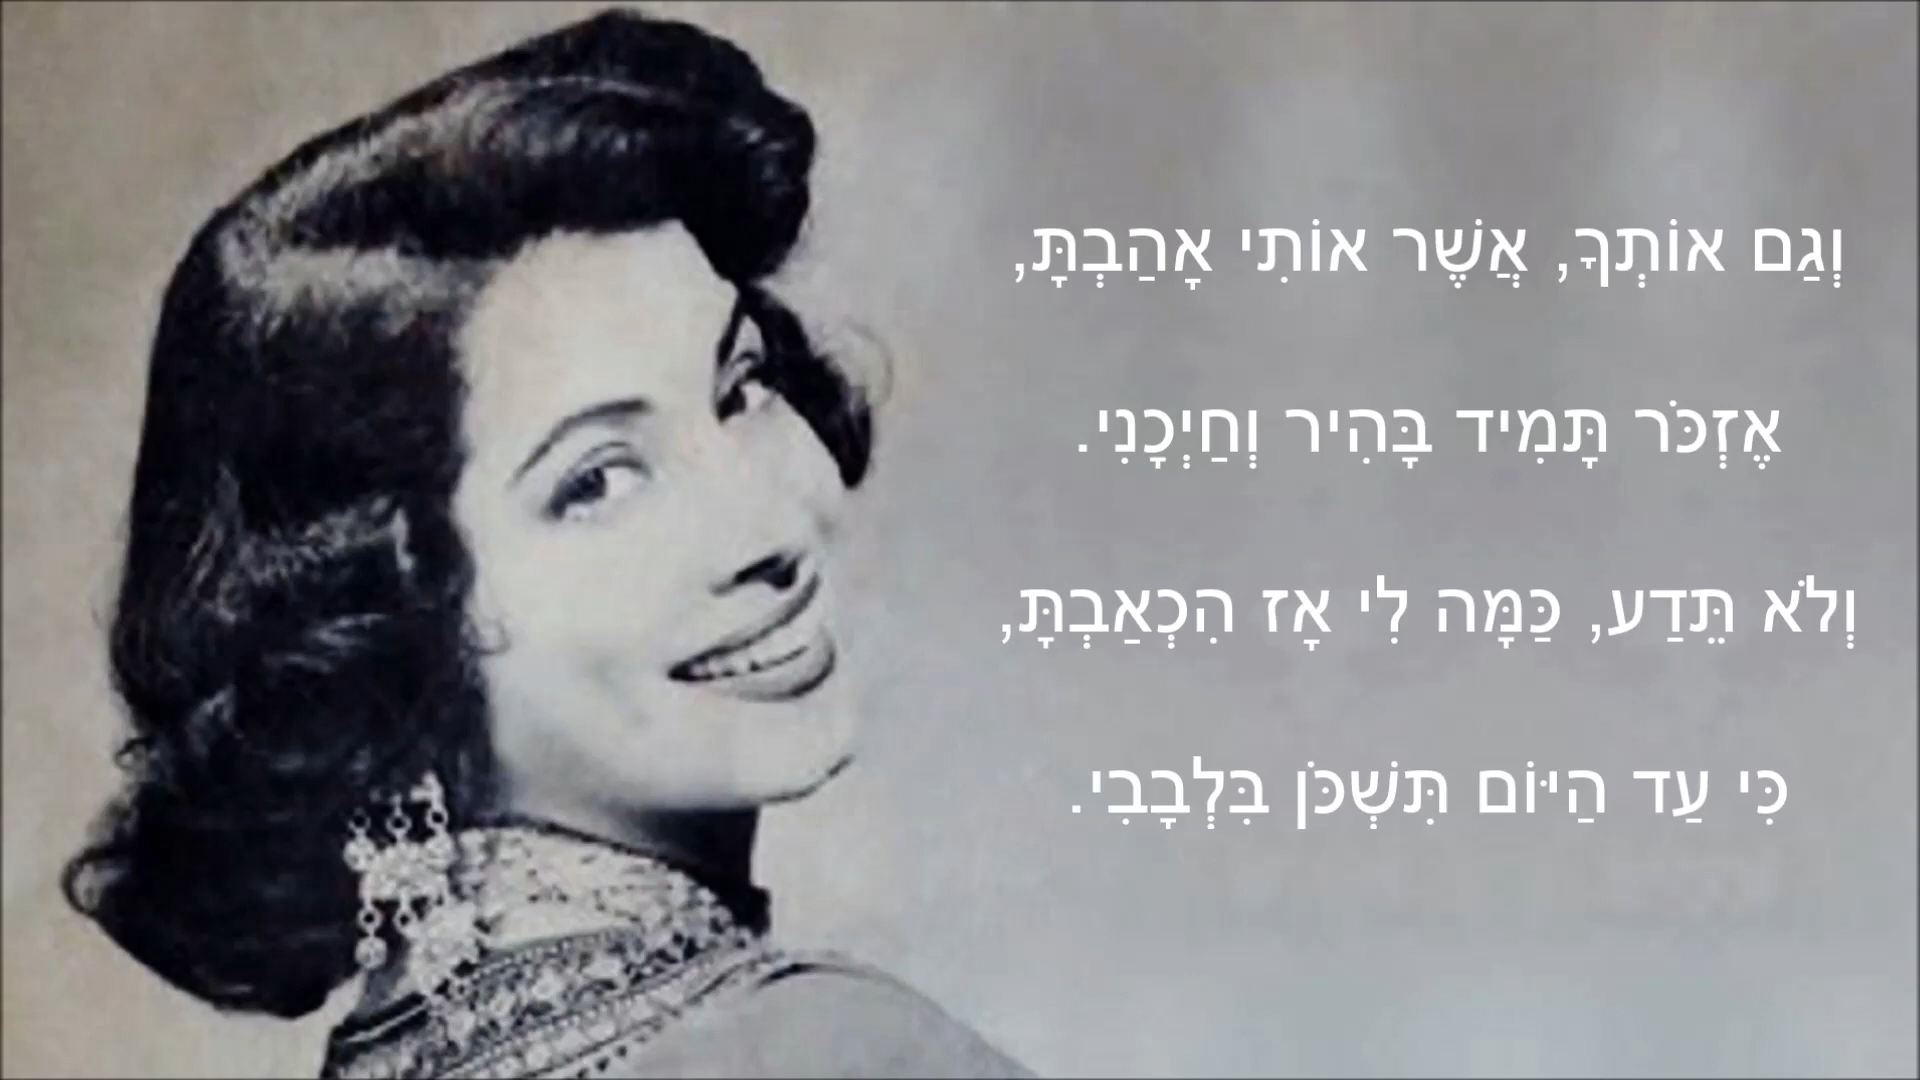 וְגַם אוֹתְךָ, אֲשֶׁר אוֹתִי אָהַבְתָּ,
אֶזְכֹּר תָּמִיד בָּהִיר וְחַיְכָנִי.
וְלֹא תֵּדַע, כַּמָּה לִי אָז הִכְאַבְתָּ,
כִּי עַד הַיּוֹם תִּשְׁכֹּן בִּלְבָבִי.